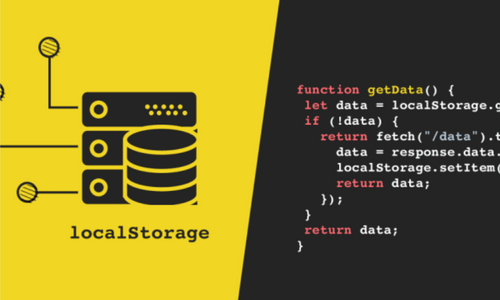 localStorage
function getData() {
let data = localStorage.g
if (!data) {
return fetch("/data").t
data = response.data.
localStorage.setItem(
return data;
});
}
return data;
}